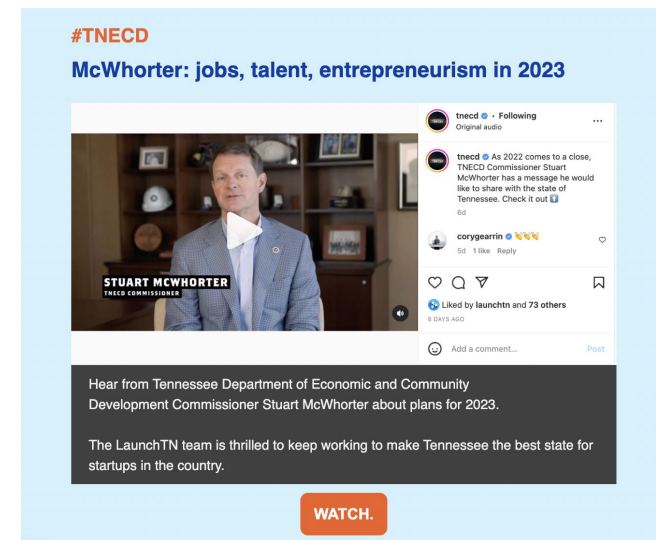 #TNECD
McWhorter: jobs, talent, entrepreneurism in 2023
tnecd • Following
Original audio
tnecd As 2022 comes to a close,
TNECD Commissioner Stuart
McWhorter has a message he would
like to share with the state of
Tennessee. Check it out ⬆️
6d
corygearrin 👏👏👏
5d 1 like Reply
STUART MCWHORTER
TNECD COMMISSIONER
Liked by launchtn and 73 others
6 DAYS AGO
Add a comment...
Post
Hear from Tennessee Department of Economic and Community
Development Commissioner Stuart McWhorter about plans for 2023.
The LaunchTN team is thrilled to keep working to make Tennessee the best state for
startups in the country.
WATCH.